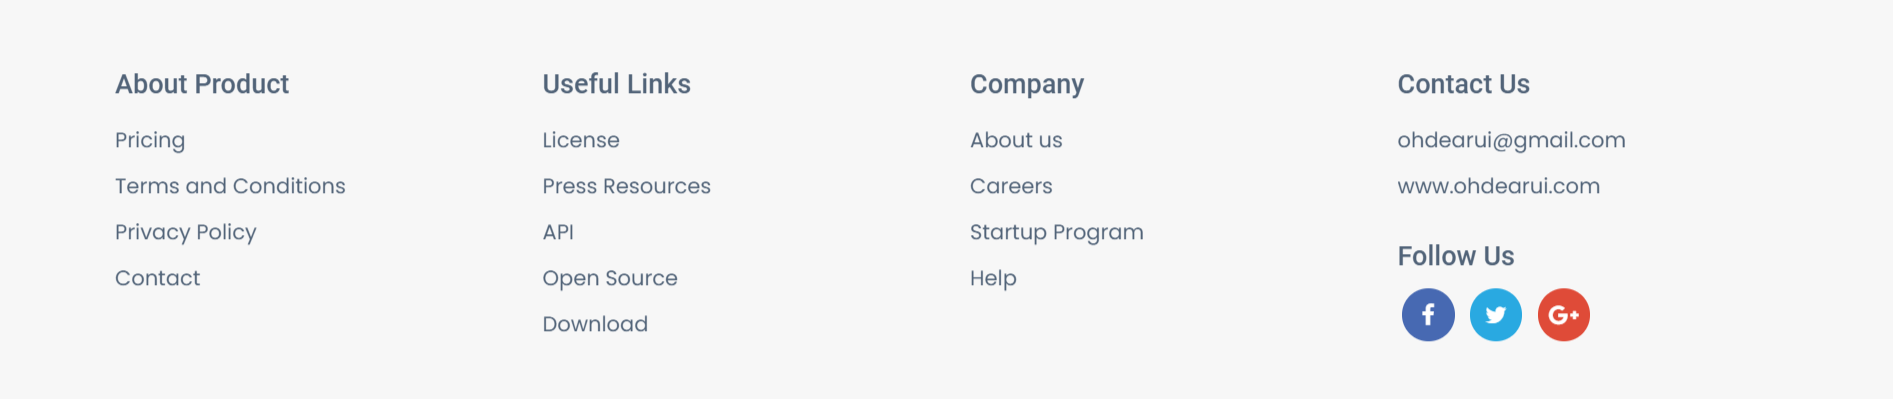 About Product
Pricing
Terms and Conditions
Privacy Policy
Contact
Useful Links
License
Press Resources
API
Open Source
Download
Company
About us
Careers
Startup Program
Help
Contact Us
ohdearui@gmail.com
www.ohdearui.com
Follow Us
f
G+